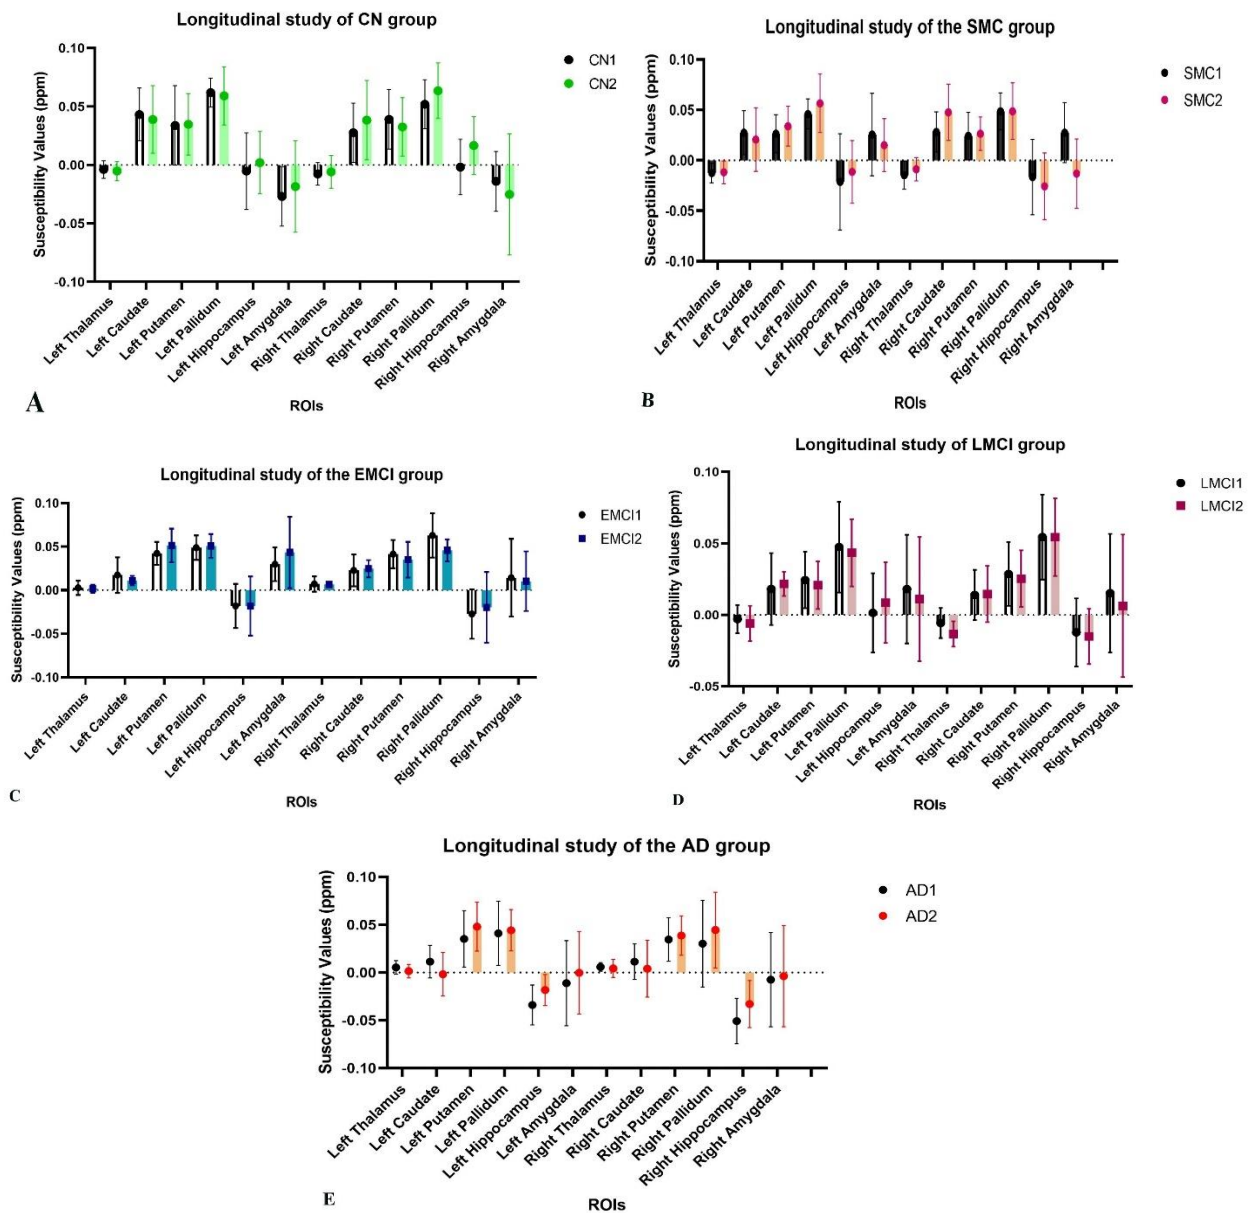 Longitudinal study of CN group
CN1
CN2
Susceptibility Values (ppm)
0.10
0.05
0.00
-0.05
-0.10
Left Thalamus
Left Caudate
Left Putamen
Left Pallidum
Left Hippocampus
Left Amygdala
Right Thalamus
Right Caudate
Right Putamen
Right Pallidum
Right Hippocampus
Right Amygdala
ROIs
A
Longitudinal study of the SMC group
SMC1
SMC2
Susceptibility Values (ppm)
0.10
0.05
0.00
-0.05
-0.10
Left Thalamus
Left Caudate
Left Putamen
Left Pallidum
Left Hippocampus
Left Amygdala
Right Thalamus
Right Caudate
Right Putamen
Right Pallidum
Right Hippocampus
Right Amygdala
ROIs
B
Longitudinal study of the EMCI group
EMCI1
EMCI2
Susceptibility Values (ppm)
0.10
0.05
0.00
-0.05
-0.10
Left Thalamus
Left Caudate
Left Putamen
Left Pallidum
Left Hippocampus
Left Amygdala
Right Thalamus
Right Caudate
Right Putamen
Right Pallidum
Right Hippocampus
Right Amygdala
ROIs
C
Longitudinal study of LMCI group
LMCI1
LMCI2
Susceptibility Values (ppm)
0.10
0.05
0.00
-0.05
Left Thalamus
Left Caudate
Left Putamen
Left Pallidum
Left Hippocampus
Left Amygdala
Right Thalamus
Right Caudate
Right Putamen
Right Pallidum
Right Hippocampus
Right Amygdala
ROIs
D
Longitudinal study of the AD group
AD1
AD2
Susceptibility Values (ppm)
0.10
0.05
0.00
-0.05
-0.10
Left Thalamus
Left Caudate
Left Putamen
Left Pallidum
Left Hippocampus
Left Amygdala
Right Thalamus
Right Caudate
Right Putamen
Right Pallidum
Right Hippocampus
Right Amygdala
ROIs
E